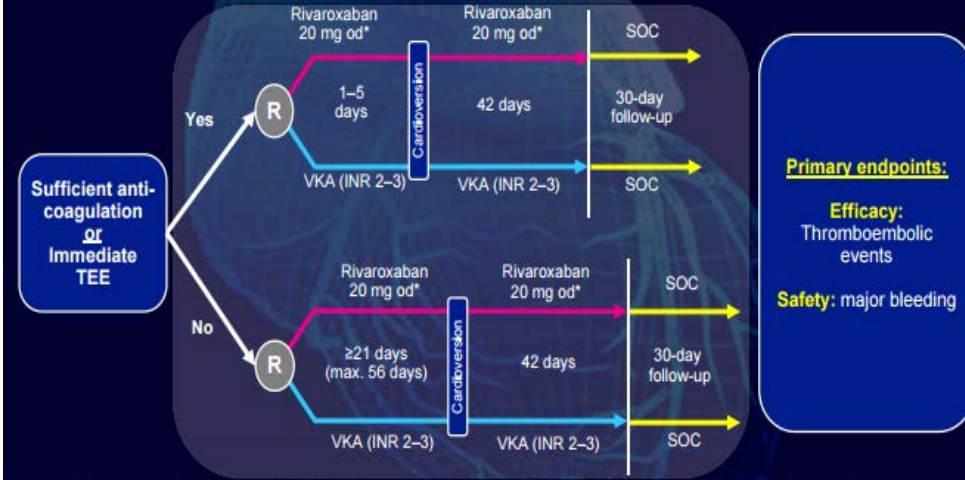 Sufficient anti-
coagulation
or
Immediate
TEE
Yes
No
R
Rivaroxaban
20 mg od*
Rivaroxaban
20 mg od*
SOC
1–5
days
Cardioversion
42 days
30-day
follow-up
VKA (INR 2–3)
VKA (INR 2–3)
SOC
R
Rivaroxaban
20 mg od*
Rivaroxaban
20 mg od*
SOC
≥21 days
(max. 56 days)
Cardioversion
42 days
30-day
follow-up
VKA (INR 2–3)
VKA (INR 2–3)
SOC
Primary endpoints:
Efficacy:
Thromboembolic
events
Safety: major bleeding